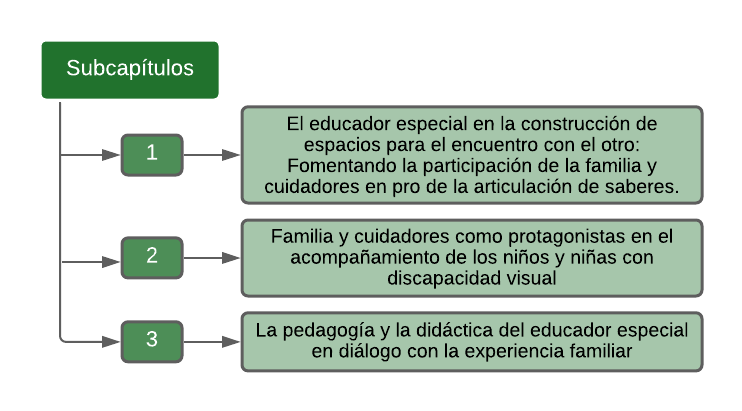 Subcapítulos
1
El educador especial en la construcción de
espacios para el encuentro con el otro:
Fomentando la participación de la familia y
cuidadores en pro de la articulación de saberes.
2
Familia y cuidadores como protagonistas en el
acompañamiento de los niños y niñas con
discapacidad visual
3
La pedagogía y la didáctica del educador especial
en diálogo con la experiencia familiar